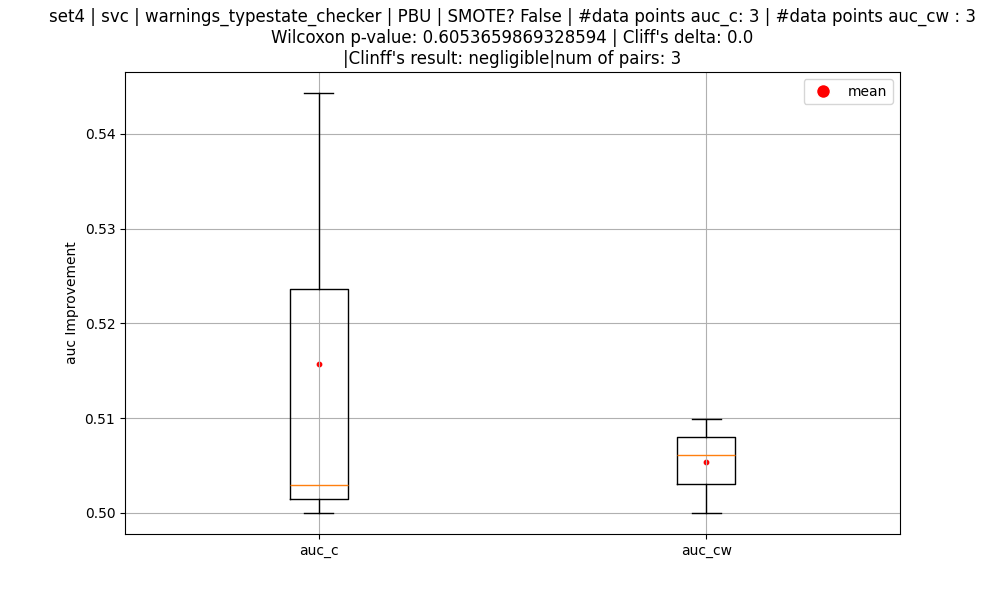 set4 | svc | warnings_typestate_checker | PBU | SMOTE? False | #data points auc_c: 3 | #data points auc_cw : 3
Wilcoxon p-value: 0.6053659869328594 | Cliff's delta: 0.0
|Clinff's result: negligible|num of pairs: 3
mean
0.54
0.53
0.52
0.51
0.50
auc Improvement
auc_c
auc_cw